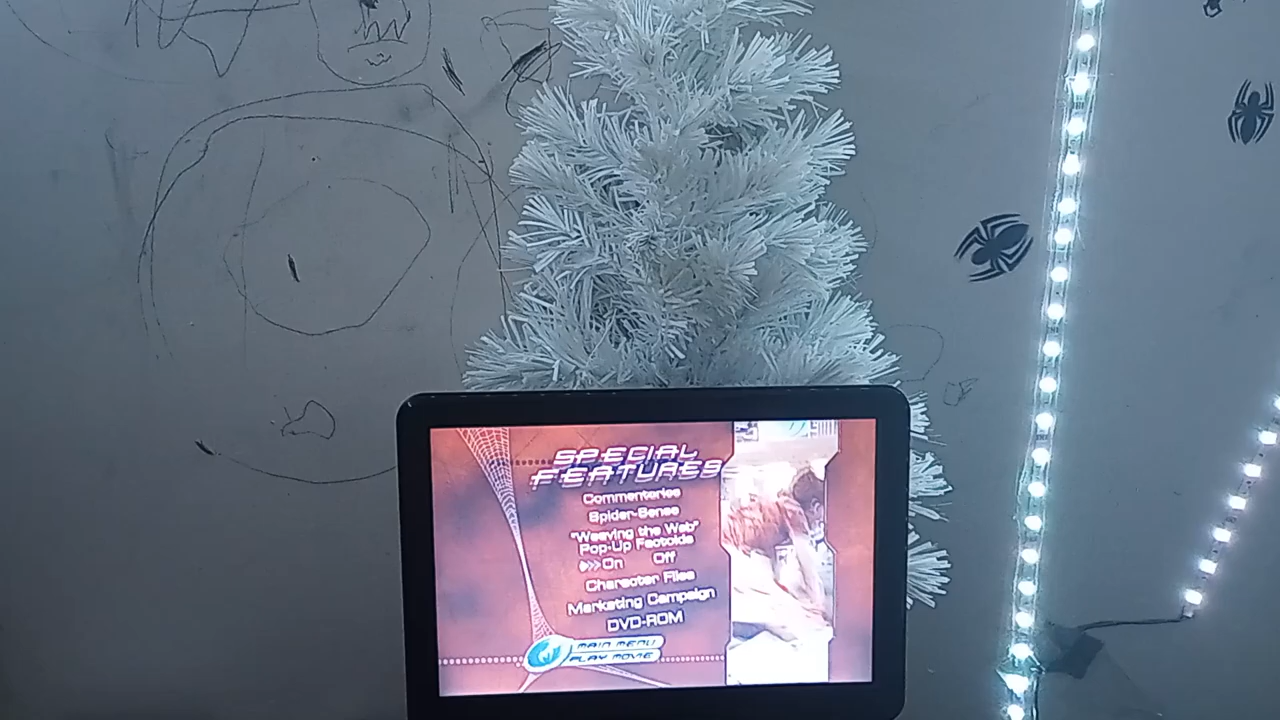 SPECIAL
FEATURES
Commentaries
Spider-Sense
"Weaving the Web"
Pop-Up Factoids
On Off
Character Files
Marketing Campaign
DVD-ROM
MAIN MENU
PLAY MOVIE